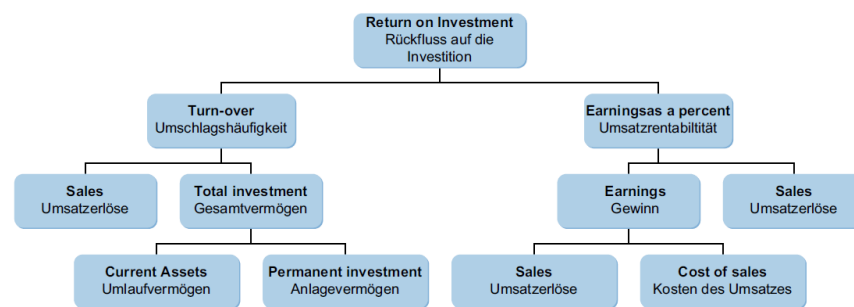 Return on Investment
Rückfluss auf die
Investition
Turn-over
Umschlagshäufigkeit
Earningsas a percent
Umsatzrentabiltität
Sales
Umsatzerlöse
Total investment
Gesamtvermögen
Earnings
Gewinn
Sales
Umsatzerlöse
Current Assets
Umlaufvermögen
Permanent investment
Anlagevermögen
Sales
Umsatzerlöse
Cost of sales
Kosten des Umsatzes